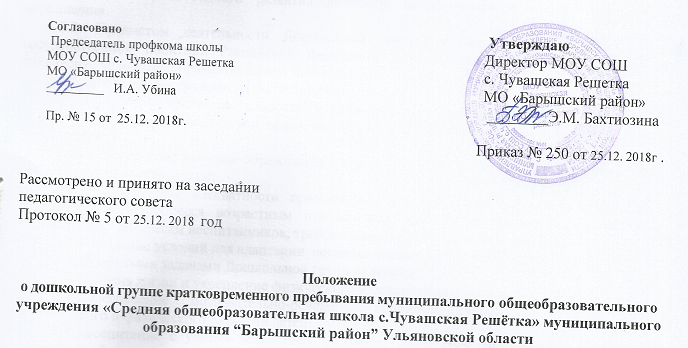 Согласовано
Председатель профкома школы
МОУ СОШ с. Чувашская Решетка
МО «Барышский район»
И.А. Убина
Пр. № 15 от 25.12. 2018г.
Утверждаю
Директор МОУ СОШ
с. Чувашская Решетка
МО «Барышский район»
Э.М. Бахтиозина
Приказ № 250 от 25.12. 2018г .
Рассмотрено и принято на заседании
педагогического совета
Протокол № 5 от 25.12. 2018 год
Положение
о дошкольной группе кратковременного пребывания муниципального общеобразовательного
учреждения «Средняя общеобразовательная школа с.Чувашская Решётка» муниципального
образования “Барышский район” Ульяновской области